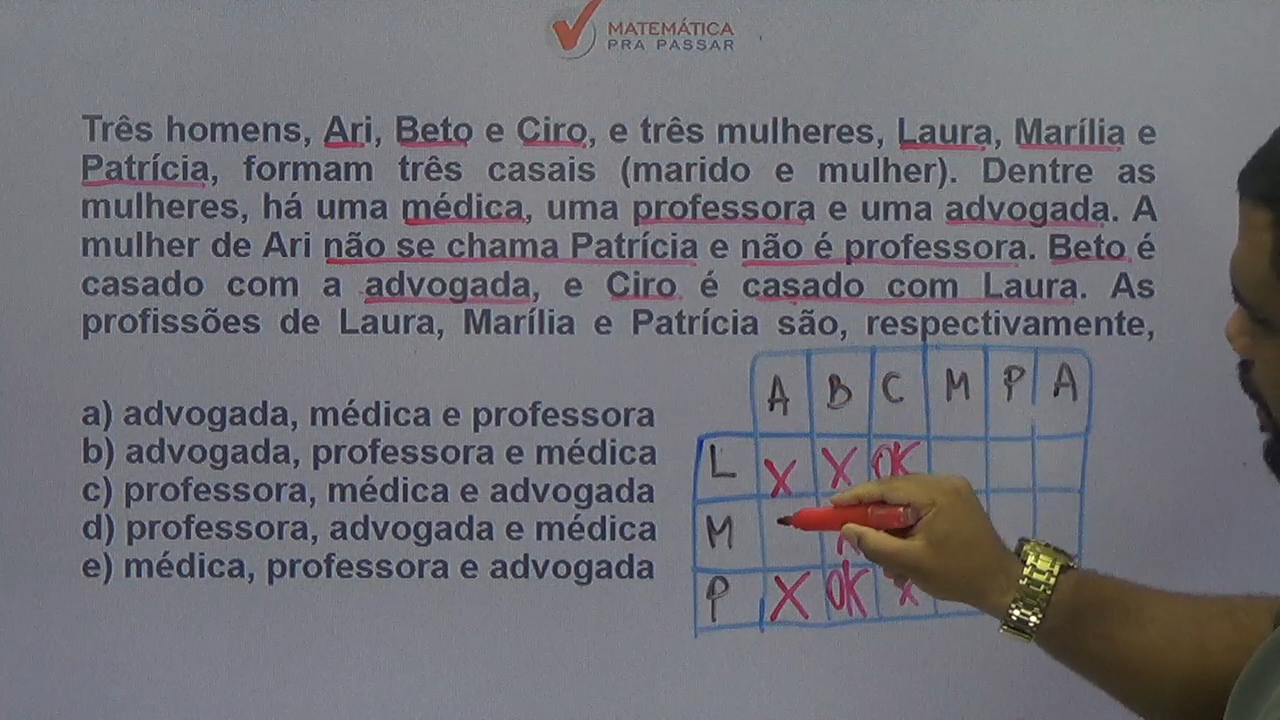 MATEMÁTICA
PRA PASSAR
Três homens, Ari, Beto e Ciro, e três mulheres, Laura, Marília e
Patrícia, formam três casais (marido e mulher). Dentre as
mulheres, há uma médica, uma professora e uma advogada. A
mulher de Ari não se chama Patrícia e não é professora. Beto é
casado com a advogada, e Ciro é casado com Laura. As
profissões de Laura, Marília e Patrícia são, respectivamente,
a) advogada, médica e professora
b) advogada, professora e médica
c) professora, médica e advogada
d) professora, advogada e médica
e) médica, professora e advogada
A B C M P A
L X X OK
M X
P X OK X